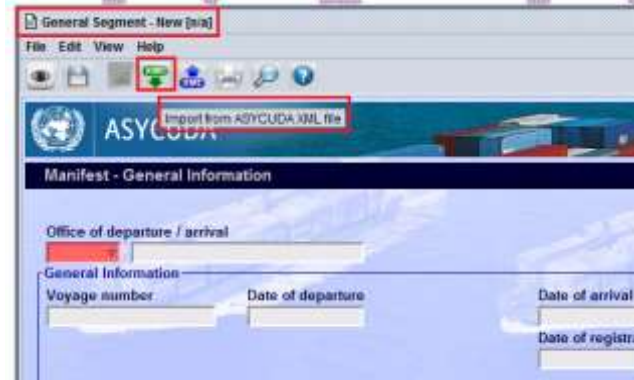 General Segment - New [n/a]
File Edit View Help
Import from ASYCUDA XML file
ASYCUDA
Manifest - General Information
Office of departure / arrival
General Information
Voyage number Date of departure Date of arrival
Date of registra